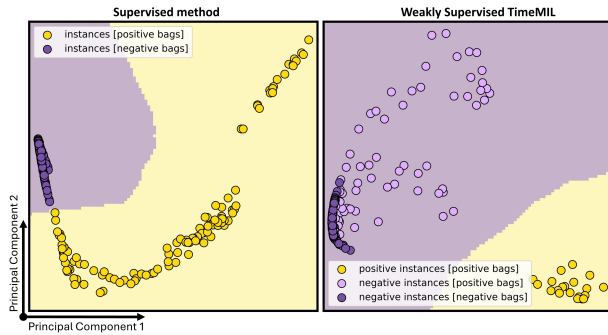 Supervised method
instances [positive bags]
instances [negative bags]
Weakly Supervised TimeMIL
positive instances [positive bags]
negative instances [positive bags]
negative instances [negative bags]
Principal Component 2
Principal Component 1